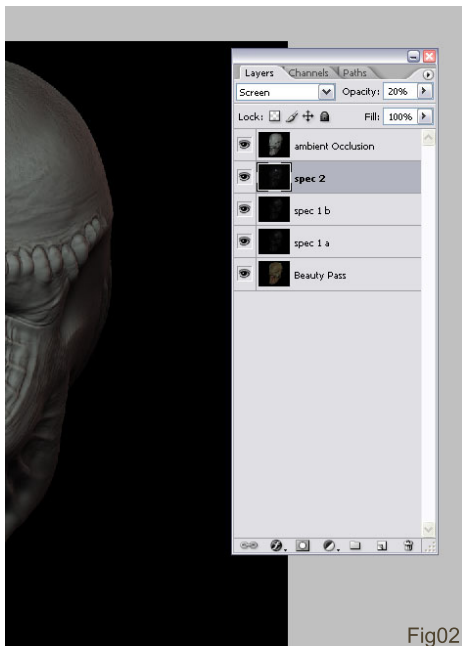 Layers Channels Paths
Screen Opacity: 20%
Lock: Fill: 100%
ambient Occlusion
spec 2
spec 1 b
spec 1 a
Beauty Pass
Fig02